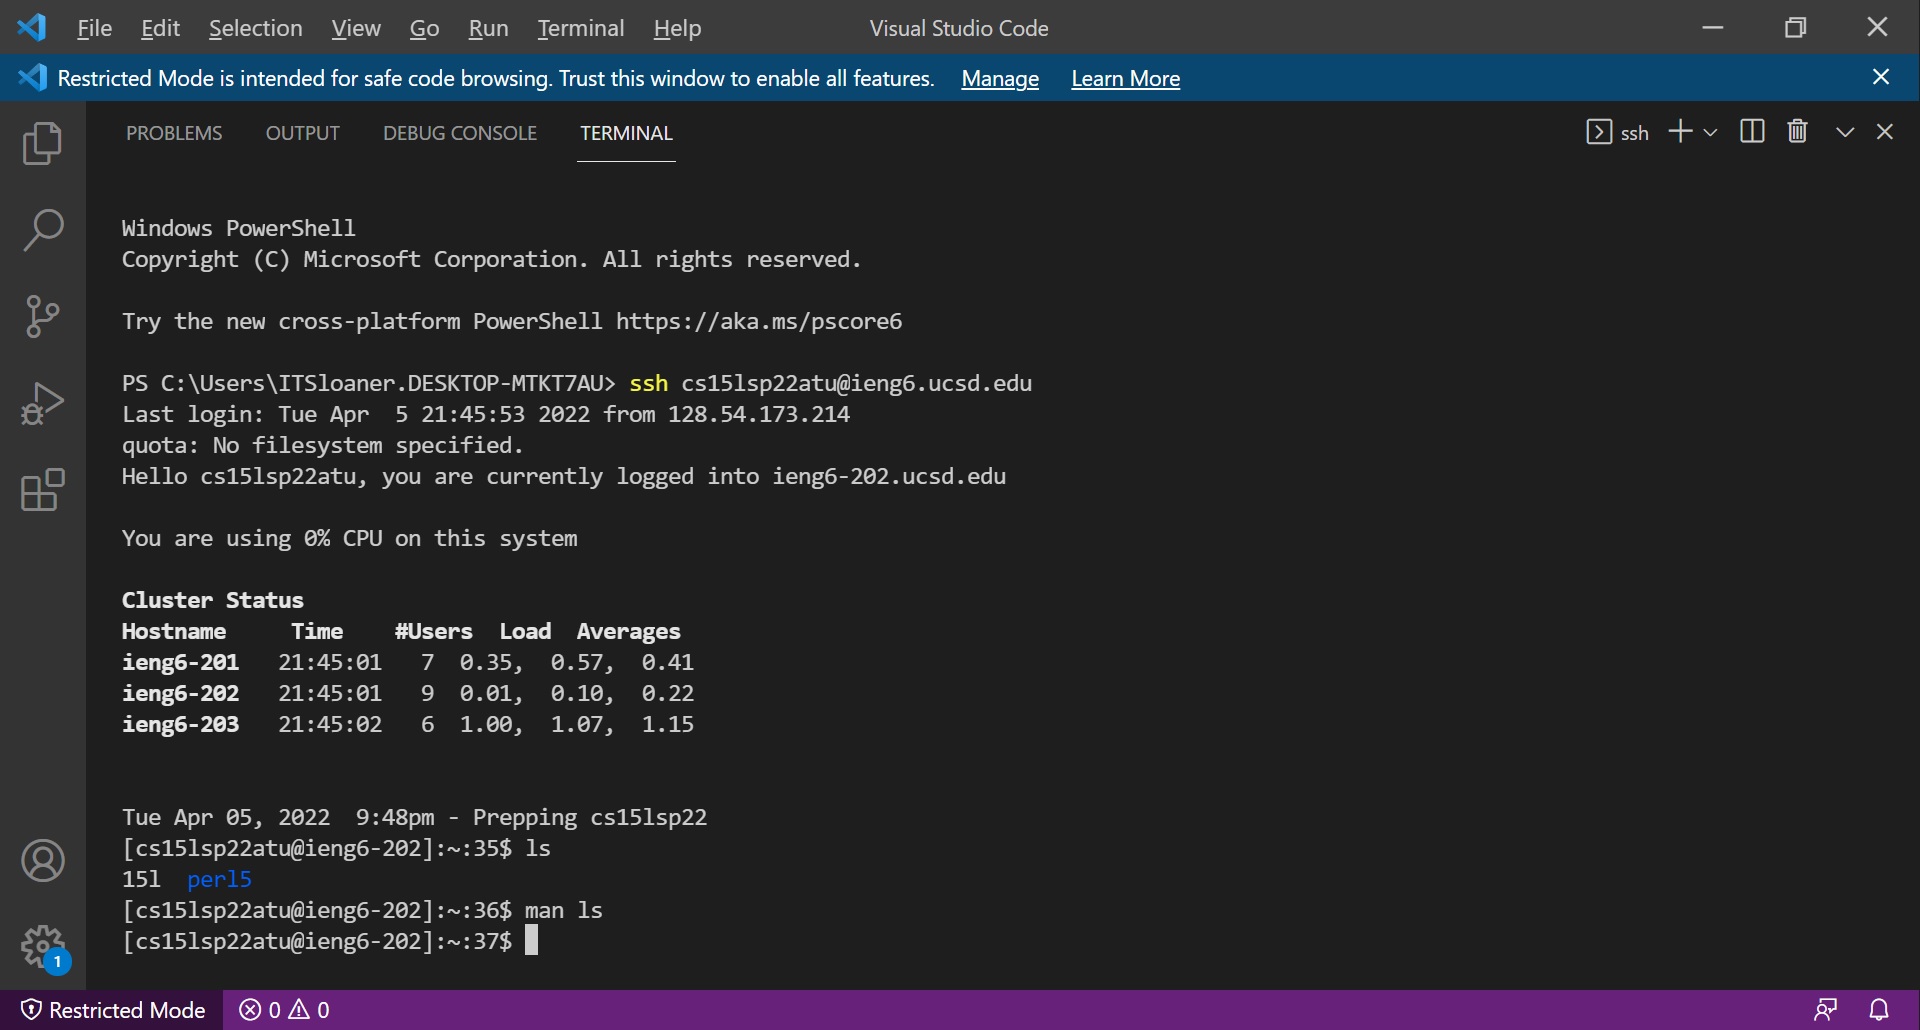 File Edit Selection View Go Run Terminal Help Visual Studio Code
Restricted Mode is intended for safe code browsing. Trust this window to enable all features. Manage Learn More
PROBLEMS OUTPUT DEBUG CONSOLE TERMINAL ssh
Windows PowerShell
Copyright (C) Microsoft Corporation. All rights reserved.
Try the new cross-platform PowerShell https://aka.ms/pscore6
PS C:\Users\ITSloaner.DESKTOP-MTKT7AU> ssh cs15lsp22atu@ieng6.ucsd.edu
Last login: Tue Apr  5 21:45:53 2022 from 128.54.173.214
quota: No filesystem specified.
Hello cs15lsp22atu, you are currently logged into ieng6-202.ucsd.edu
You are using 0% CPU on this system
Cluster Status
Hostname     Time    #Users  Load  Averages
ieng6-201   21:45:01   7  0.35,  0.57,  0.41
ieng6-202   21:45:01   9  0.01,  0.10,  0.22
ieng6-203   21:45:02   6  1.00,  1.07,  1.15
Tue Apr 05, 2022  9:48pm - Prepping cs15lsp22
[cs15lsp22atu@ieng6-202]:~:35$ ls
15l  perl5
[cs15lsp22atu@ieng6-202]:~:36$ man ls
[cs15lsp22atu@ieng6-202]:~:37$
1
Restricted Mode 0 0